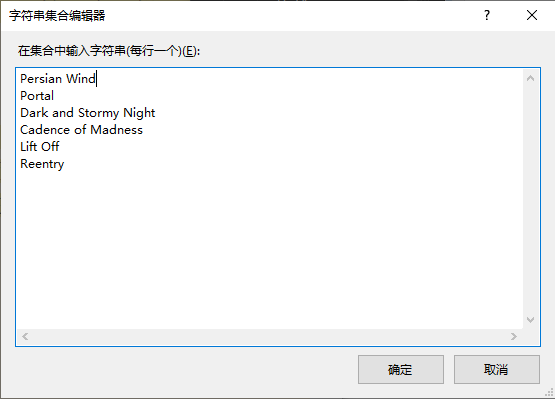 字符串集合编辑器
在集合中输入字符串(每行一个)(E):
Persian Wind
Portal
Dark and Stormy Night
Cadence of Madness
Lift Off
Reentry
确定
取消